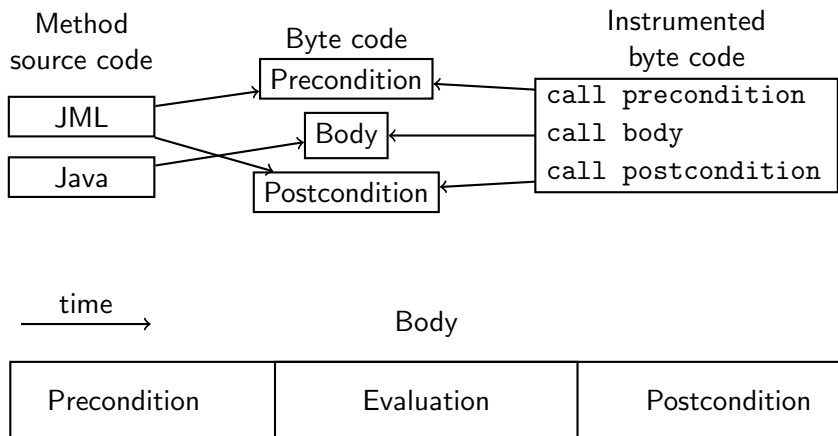 Method
source code
JML
Java
Byte code
Precondition
Body
Postcondition
Instrumented
byte code
call precondition
call body
call postcondition
time
Body
Precondition
Evaluation
Postcondition